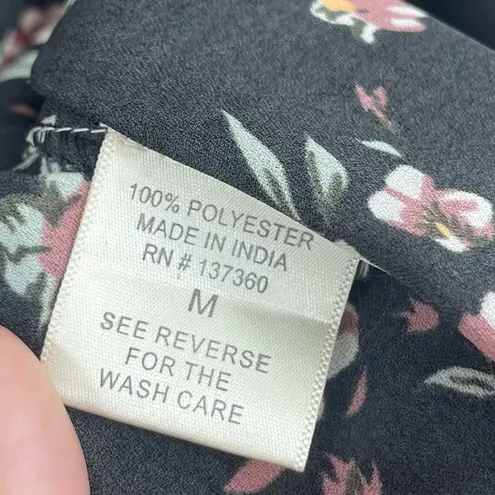 100% POLYESTER
MADE IN INDIA
RN # 137360
M
SEE REVERSE
FOR THE
WASH CARE